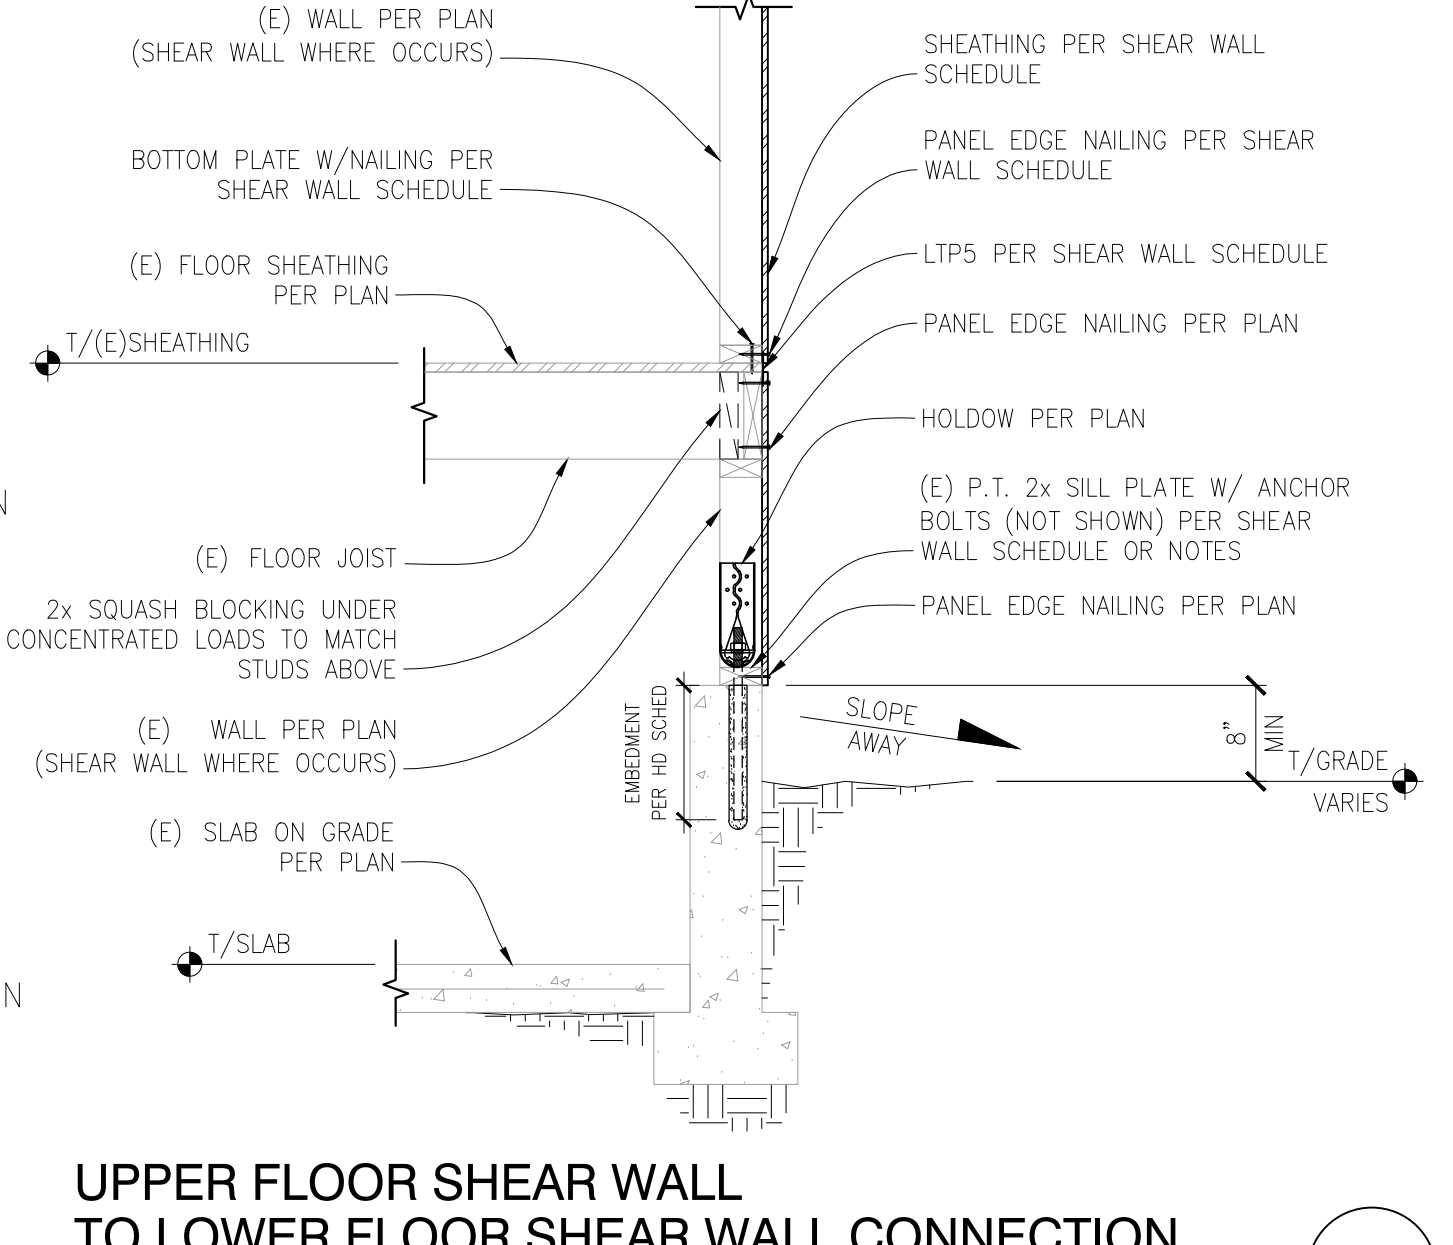 (E) WALL PER PLAN
(SHEAR WALL WHERE OCCURS)
BOTTOM PLATE W/NAILING PER
SHEAR WALL SCHEDULE
(E) FLOOR SHEATHING
PER PLAN
T/(E)SHEATHING
N
(E) FLOOR JOIST
2x SQUASH BLOCKING UNDER
CONCENTRATED LOADS TO MATCH
STUDS ABOVE
(E) WALL PER PLAN
(SHEAR WALL WHERE OCCURS)
(E) SLAB ON GRADE
PER PLAN
T/SLAB
N
SHEATHING PER SHEAR WALL
SCHEDULE
PANEL EDGE NAILING PER SHEAR
WALL SCHEDULE
LTP5 PER SHEAR WALL SCHEDULE
PANEL EDGE NAILING PER PLAN
HOLDOW PER PLAN
(E) P.T. 2x SILL PLATE W/ ANCHOR
BOLTS (NOT SHOWN) PER SHEAR
WALL SCHEDULE OR NOTES
PANEL EDGE NAILING PER PLAN
EMBEDMENT
PER HD SCHED
SLOPE
AWAY
8"
MIN
T/GRADE
VARIES
UPPER FLOOR SHEAR WALL
TO LOWER FLOOR SHEAR WALL CONNECTION